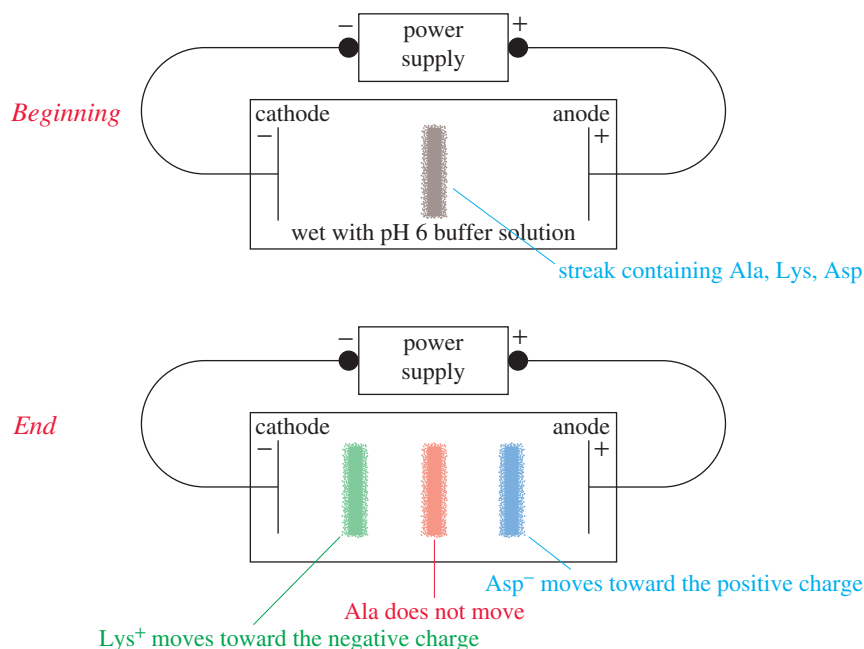 − power +
supply
Beginning
cathode anode
− +
wet with pH 6 buffer solution
streak containing Ala, Lys, Asp
− power +
supply
End
cathode anode
− +
Asp⁻ moves toward the positive charge
Ala does not move
Lys⁺ moves toward the negative charge